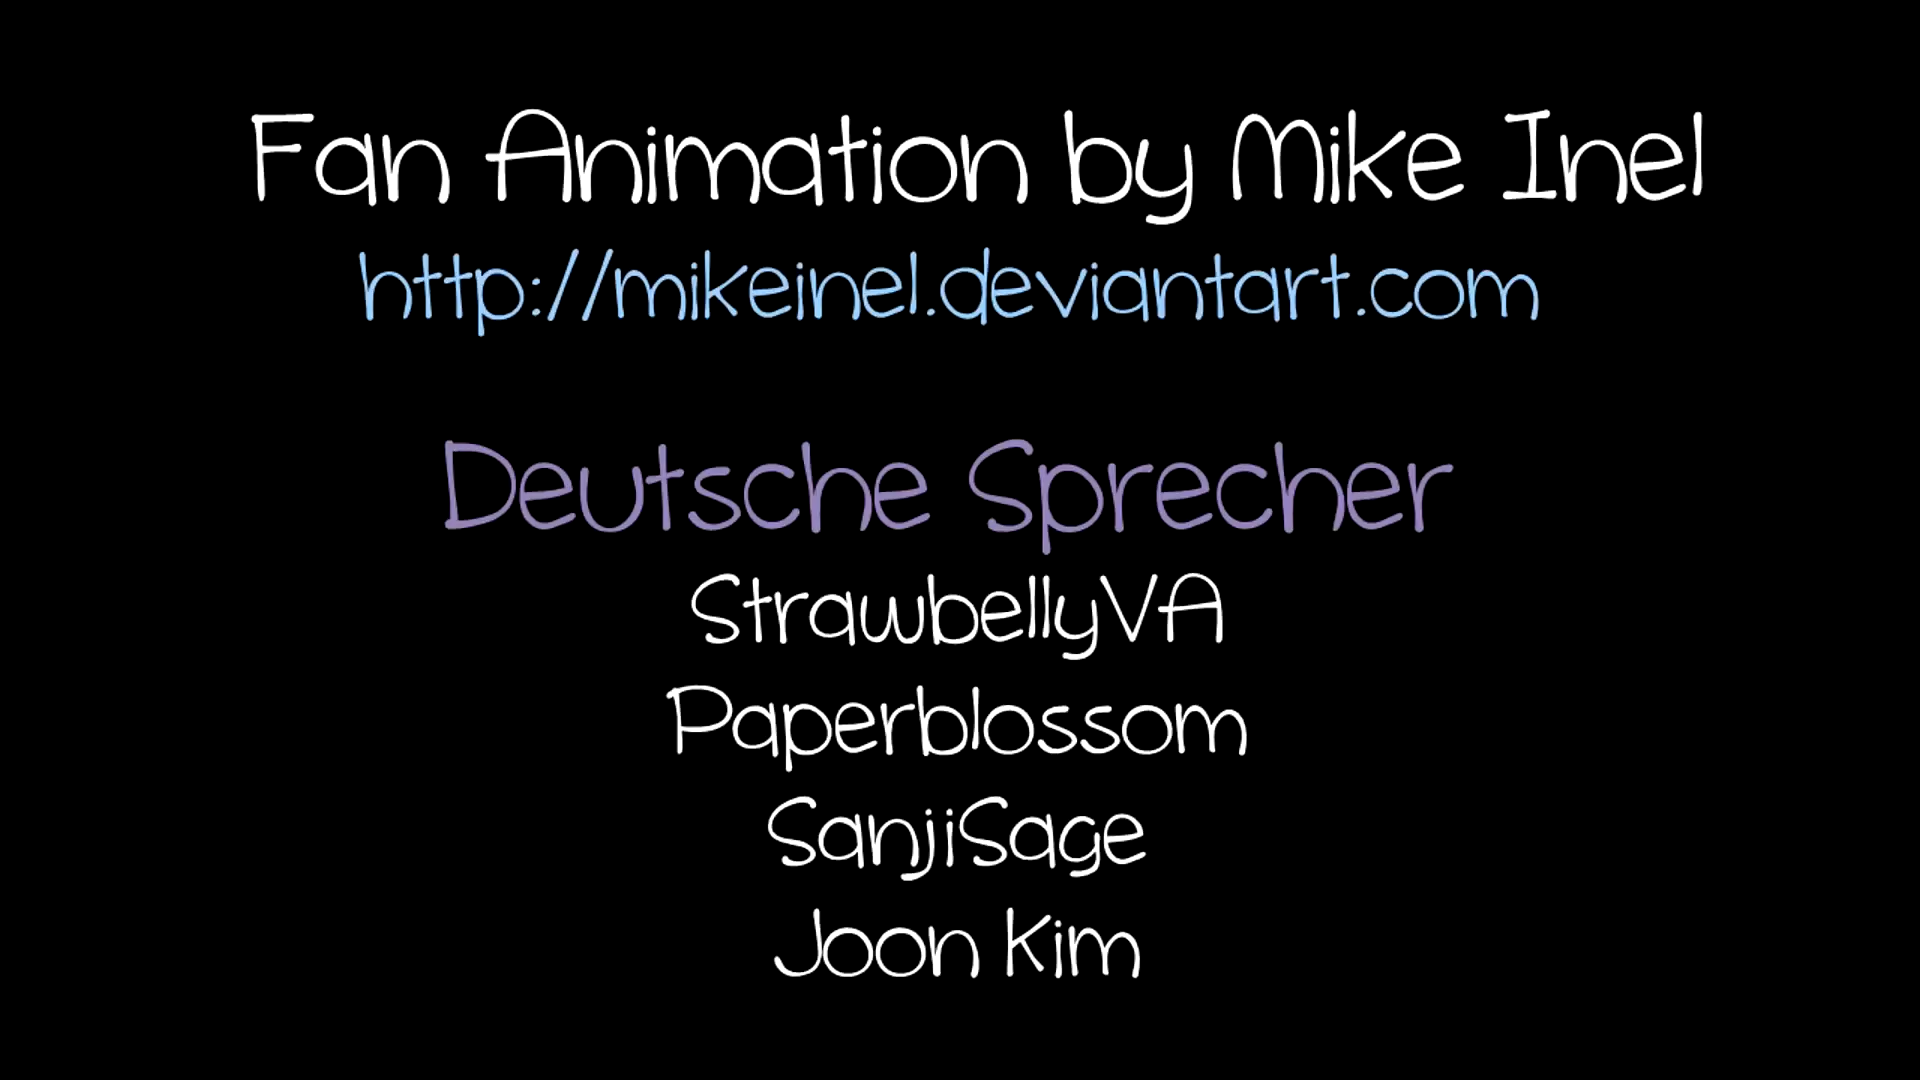 Fan Animation by Mike Inel
http://mikeinel.deviantart.com
Deutsche Sprecher
StrawbellyVA
Paperblossom
SanjiSage
Joon Kim